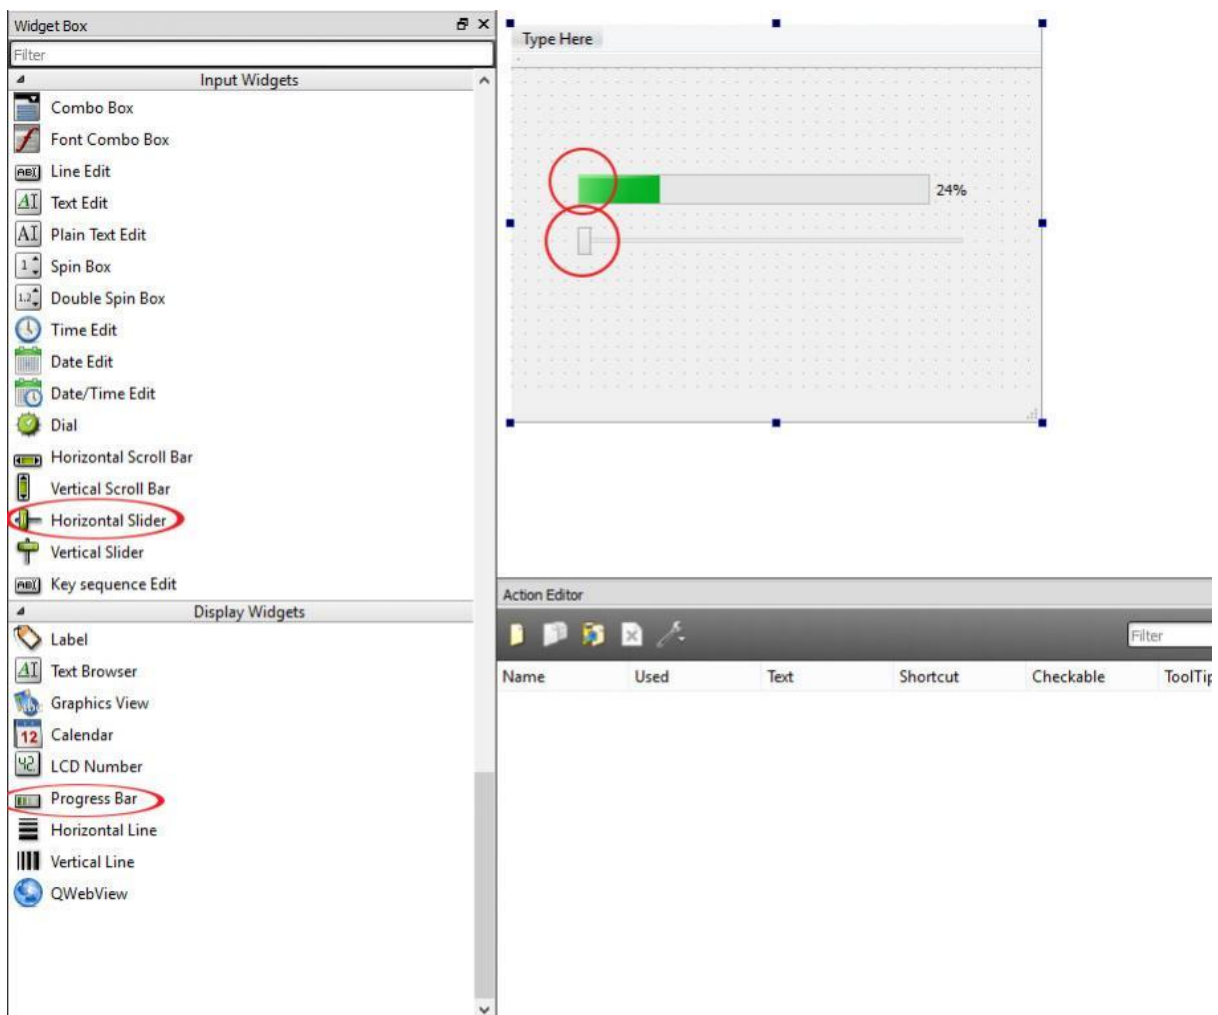 Widget Box
Filter
Input Widgets
Combo Box
Font Combo Box
Line Edit
Text Edit
Plain Text Edit
Spin Box
Double Spin Box
Time Edit
Date Edit
Date/Time Edit
Dial
Horizontal Scroll Bar
Vertical Scroll Bar
Horizontal Slider
Vertical Slider
Key sequence Edit
Display Widgets
Label
Text Browser
Graphics View
Calendar
LCD Number
Progress Bar
Horizontal Line
Vertical Line
QWebView
Type Here
24%
Action Editor
Filter
Name Used Text Shortcut Checkable ToolTip